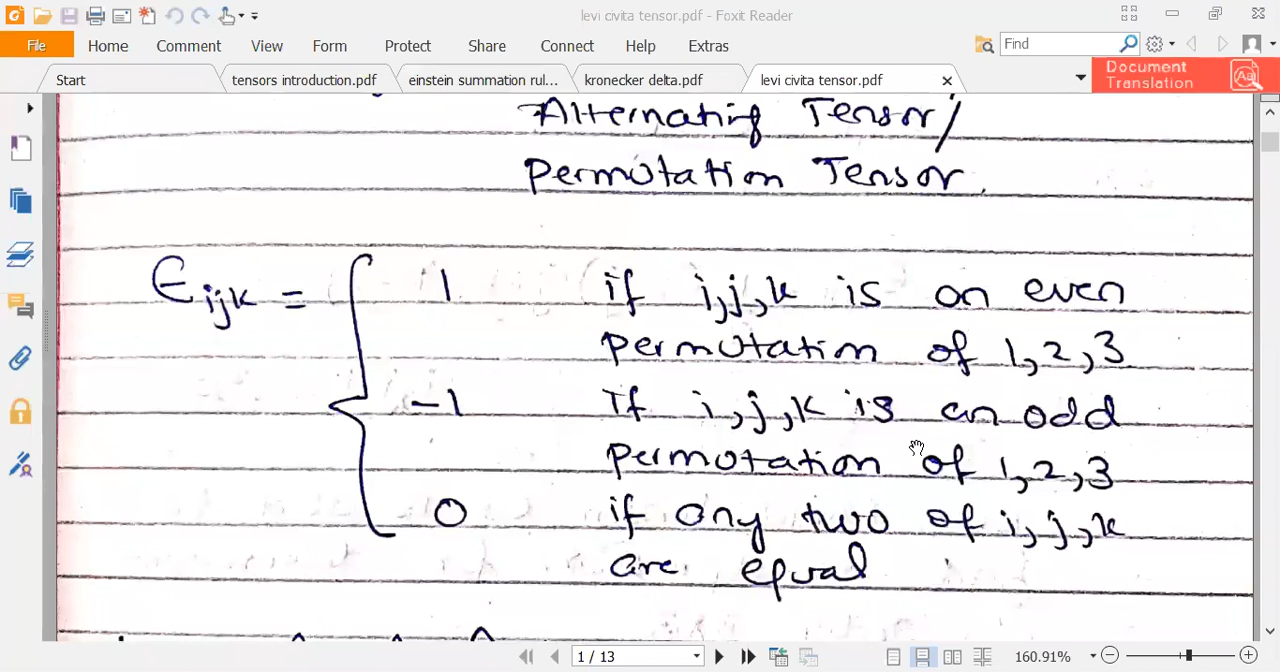 levi civita tensor.pdf - Foxit Reader
File Home Comment View Form Protect Share Connect Help Extras Find
Start tensors introduction.pdf einstein summation rul... kronecker delta.pdf levi civita tensor.pdf Document Translation
Alternating Tensor/
Permutation Tensor.
ϵijk = { 1 if i,j,k is an even
permutation of 1,2,3
-1 If i,j,k is an odd
permutation of 1,2,3
0 if any two of i,j,k
are equal
1 / 13 160.91%